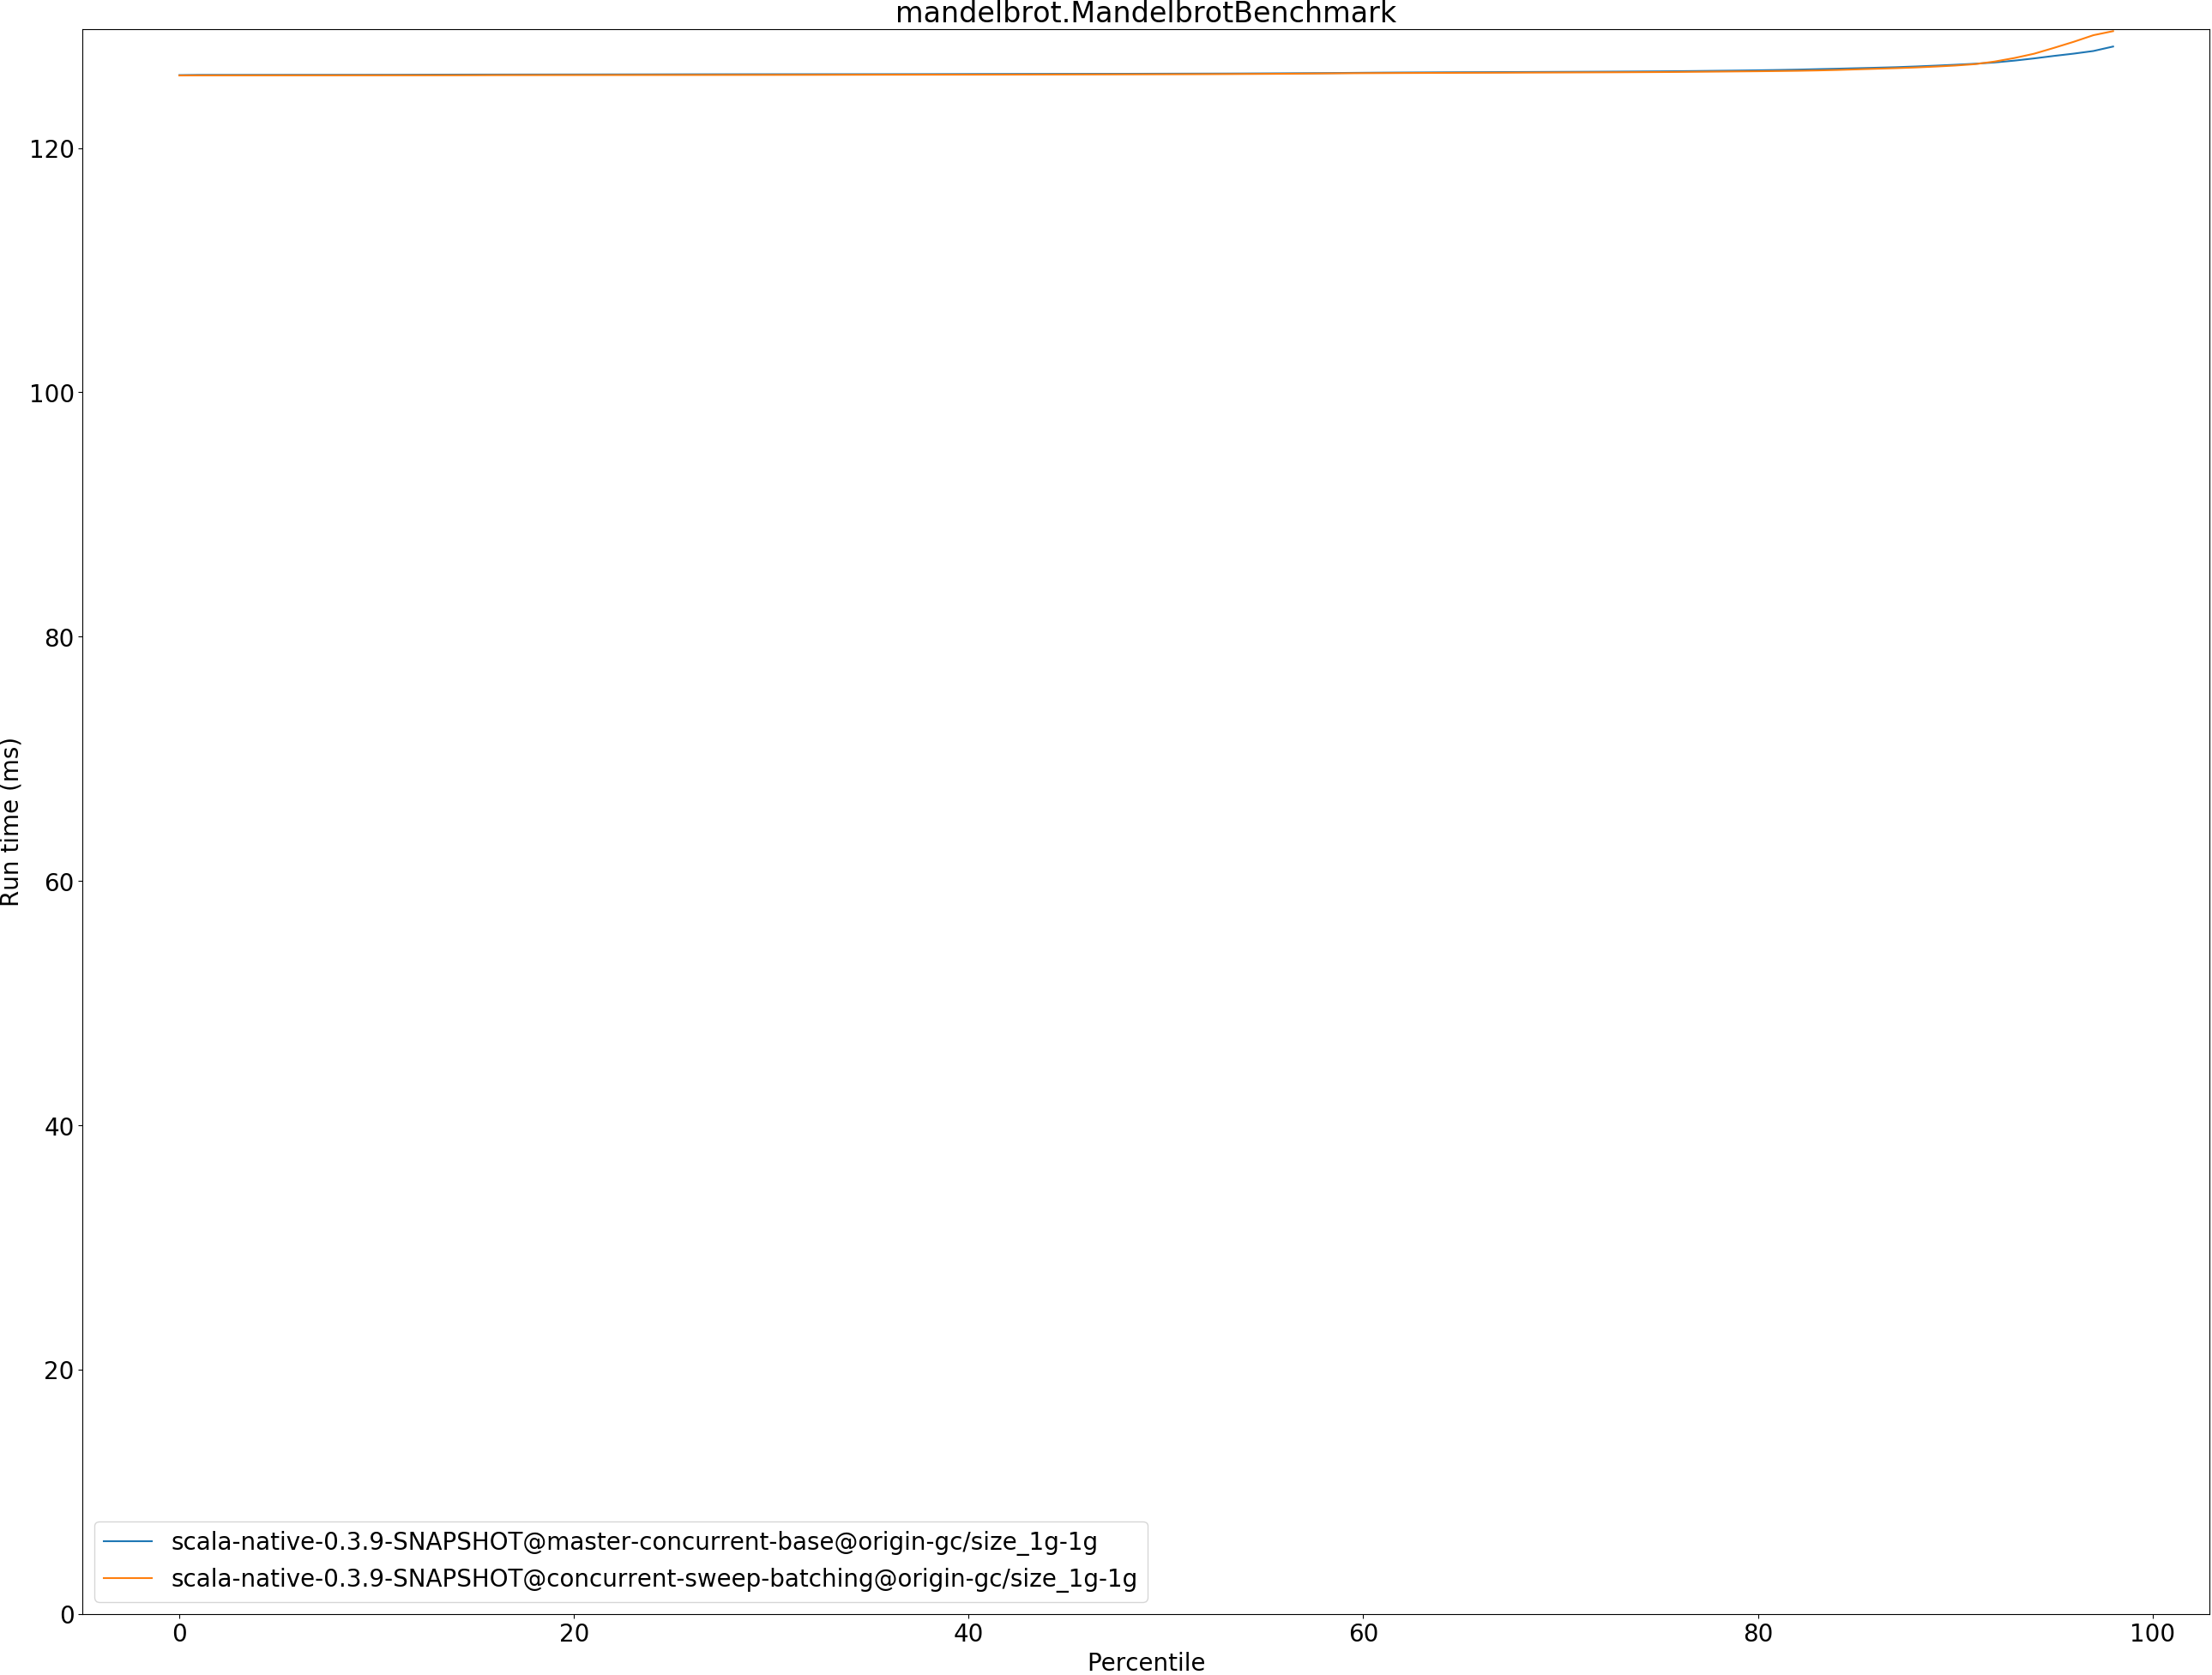 mandelbrot.MandelbrotBenchmark
120
100
80
60
40
20
0
Run time (ms)
scala-native-0.3.9-SNAPSHOT@master-concurrent-base@origin-gc/size_1g-1g
scala-native-0.3.9-SNAPSHOT@concurrent-sweep-batching@origin-gc/size_1g-1g
0 20 40 60 80 100
Percentile